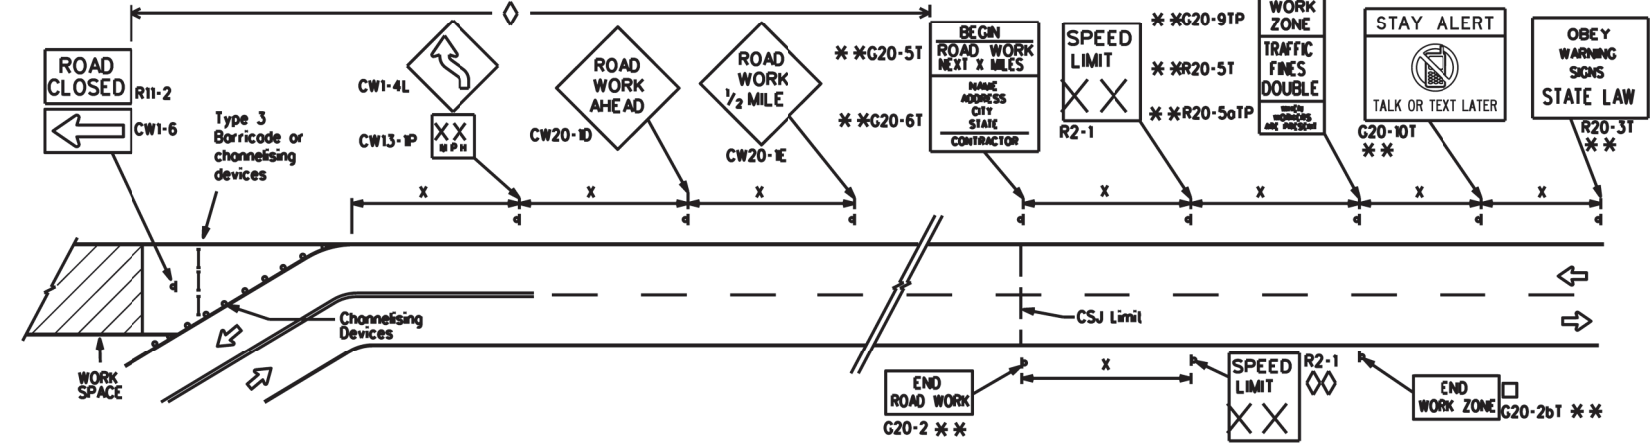 ROAD
CLOSED
R11-2
CW1-6
Type 3
Barricade or
channelizing
devices
CW1-4L
XX
MPH
CW13-1P
ROAD
WORK
AHEAD
CW20-1D
ROAD
WORK
1/2 MILE
CW20-1E
* *G20-5T
* *G20-6T
BEGIN
ROAD WORK
NEXT X MILES
NAME
ADDRESS
CITY
STATE
CONTRACTOR
SPEED
LIMIT
X X
R2-1
* *G20-9TP
* *R20-5T
* *R20-5aTP
WORK
ZONE
TRAFFIC
FINES
DOUBLE
WHEN
WORKERS
ARE PRESENT
STAY ALERT
TALK OR TEXT LATER
G20-10T
* *
OBEY
WARNING
SIGNS
STATE LAW
R20-3T
* *
X
X
X
X
X
X
X
Channelizing
Devices
CSJ Limit
WORK
SPACE
X
END
ROAD WORK
G20-2 * *
SPEED
LIMIT
X X
R2-1
END
WORK ZONE
G20-2bT * *